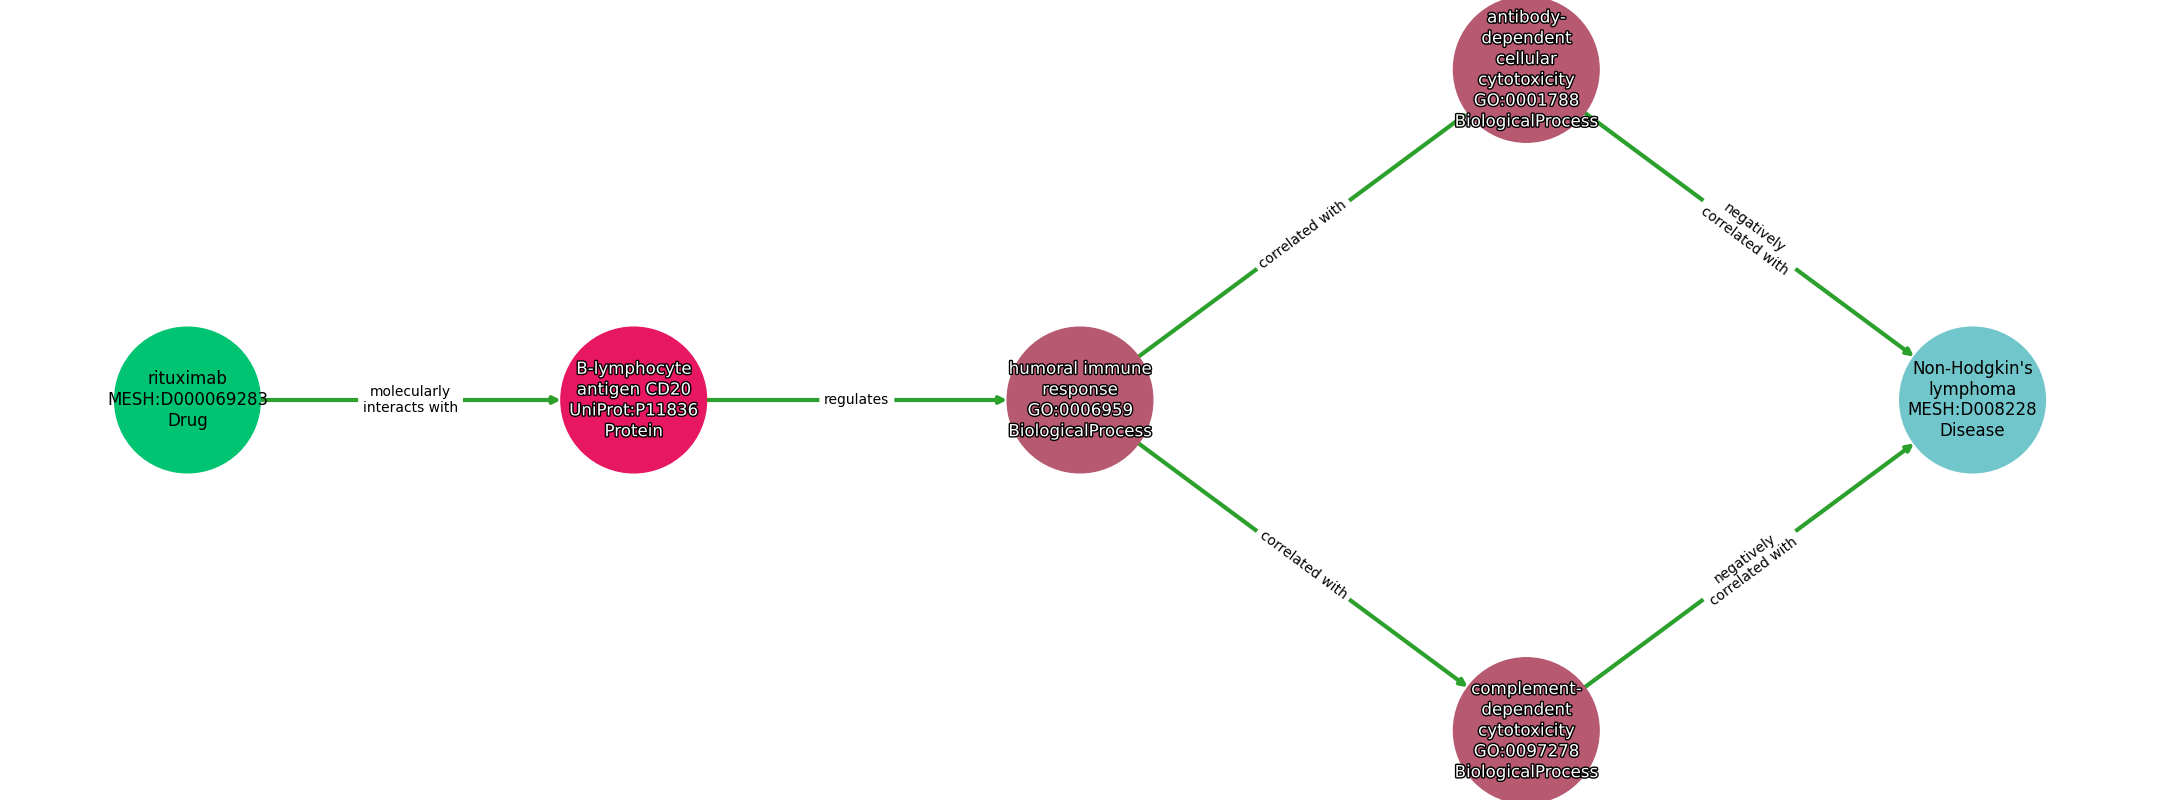 antibody-
dependent
cellular
cytotoxicity
GO:0001788
BiologicalProcess
correlated with
negatively
correlated with
rituximab
MESH:D000069283
Drug
molecularly
interacts with
B-lymphocyte
antigen CD20
UniProt:P11836
Protein
regulates
humoral immune
response
GO:0006959
BiologicalProcess
Non-Hodgkin's
lymphoma
MESH:D008228
Disease
correlated with
negatively
correlated with
complement-
dependent
cytotoxicity
GO:0097278
BiologicalProcess